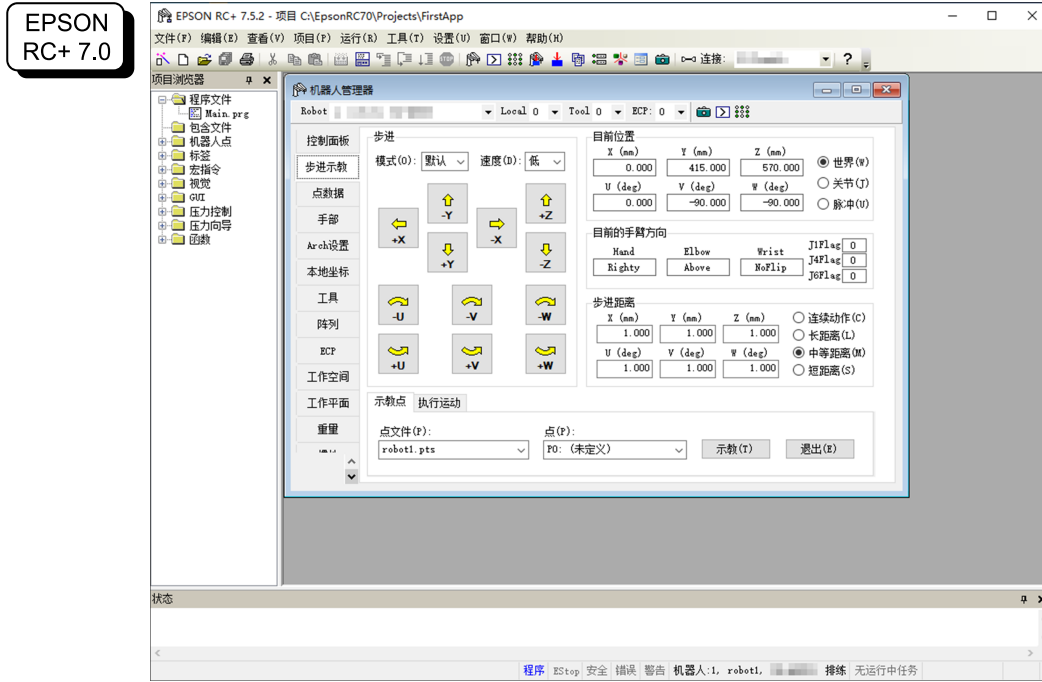 EPSON
RC+ 7.0
EPSON RC+ 7.5.2 - 项目 C:\EpsonRC70\Projects\FirstApp
文件(F) 编辑(E) 查看(V) 项目(P) 运行(R) 工具(T) 设置(U) 窗口(W) 帮助(H)
连接:
项目浏览器
程序文件
Main.prg
包含文件
机器人点
标签
宏指令
视觉
GUI
压力控制
压力向导
函数
机器人管理器
Robot
Local 0 Tool 0 ECP: 0
控制面板
步进示教
点数据
手部
Arch设置
本地坐标
工具
阵列
ECP
工作空间
工作平面
重里
步进
模式(O): 默认 速度(D): 低
-Y
+Z
+X
-X
+Y
-Z
-U -V -W
+U +V +W
目前位置
X (mm) Y (mm) Z (mm)
0.000 415.000 570.000
U (deg) V (deg) W (deg)
0.000 -90.000 -90.000
世界(W)
关节(J)
脉冲(U)
目前的手臂方向
Hand Elbow Wrist
Righty Above NoFlip
J1Flag 0
J4Flag 0
J6Flag 0
步进距离
X (mm) Y (mm) Z (mm)
1.000 1.000 1.000
U (deg) V (deg) W (deg)
1.000 1.000 1.000
连续动作(C)
长距离(L)
中等距离(M)
短距离(S)
示教点 执行运动
点文件(F): 点(P):
robot1.pts P0: (未定义) 示教(T) 退出(E)
状态
程序 EStop 安全 错误 警告 机器人:1, robot1, 排练 无运行中任务